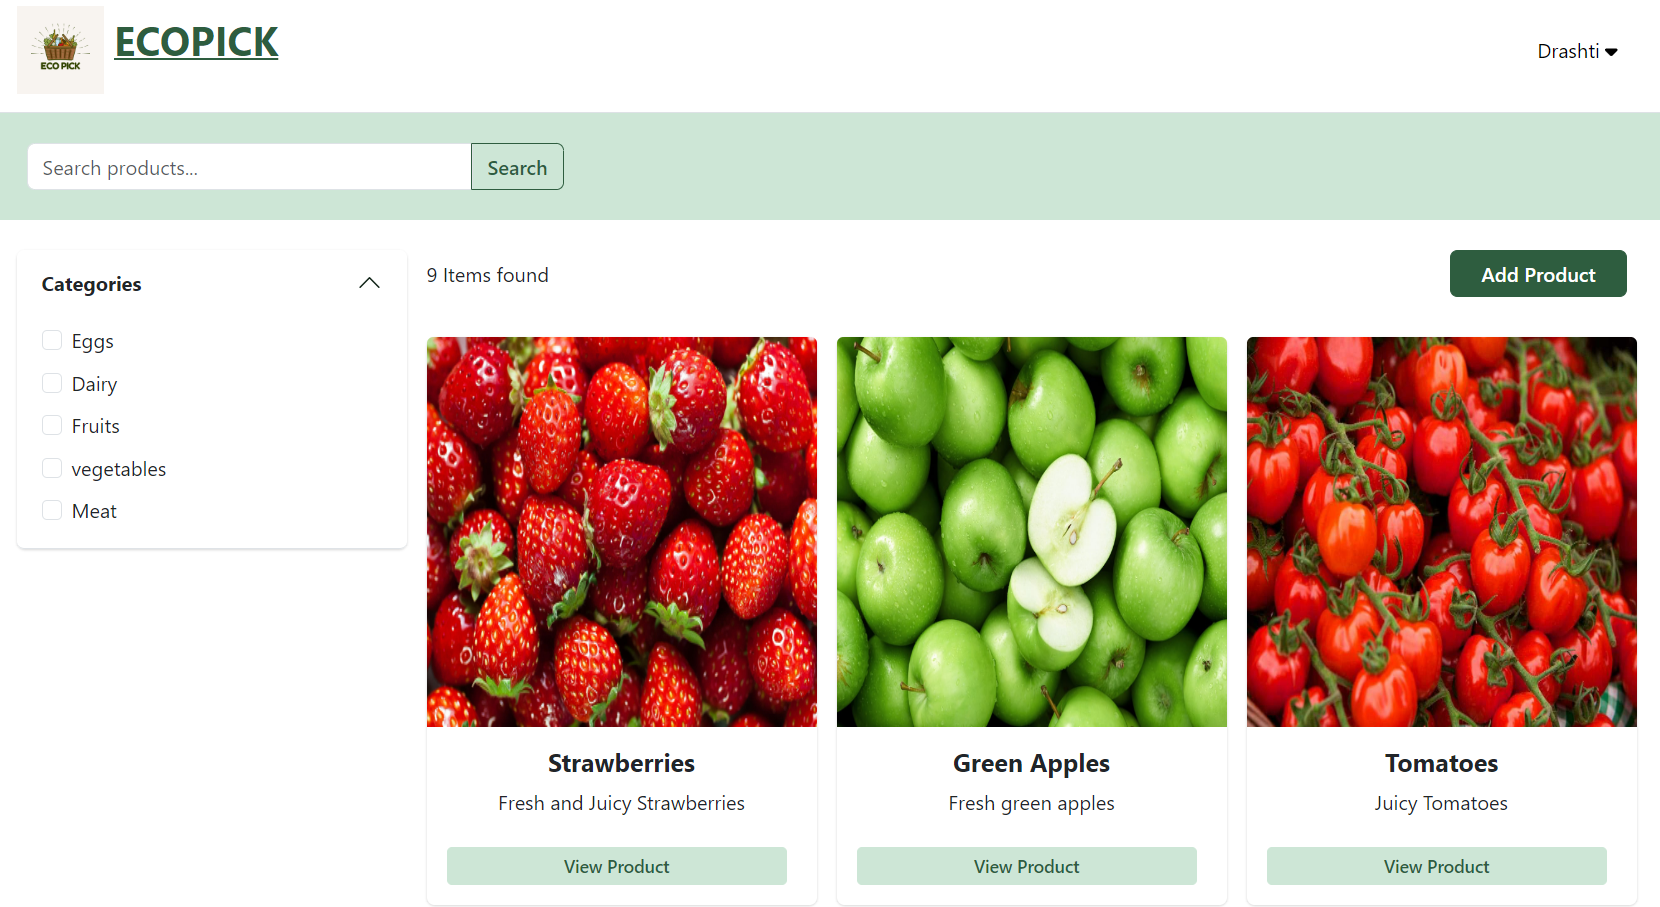 ECO PICK
ECOPICK
Drashti
Search products...
Search
Categories
Eggs
Dairy
Fruits
vegetables
Meat
9 Items found
Add Product
Strawberries
Fresh and Juicy Strawberries
View Product
Green Apples
Fresh green apples
View Product
Tomatoes
Juicy Tomatoes
View Product